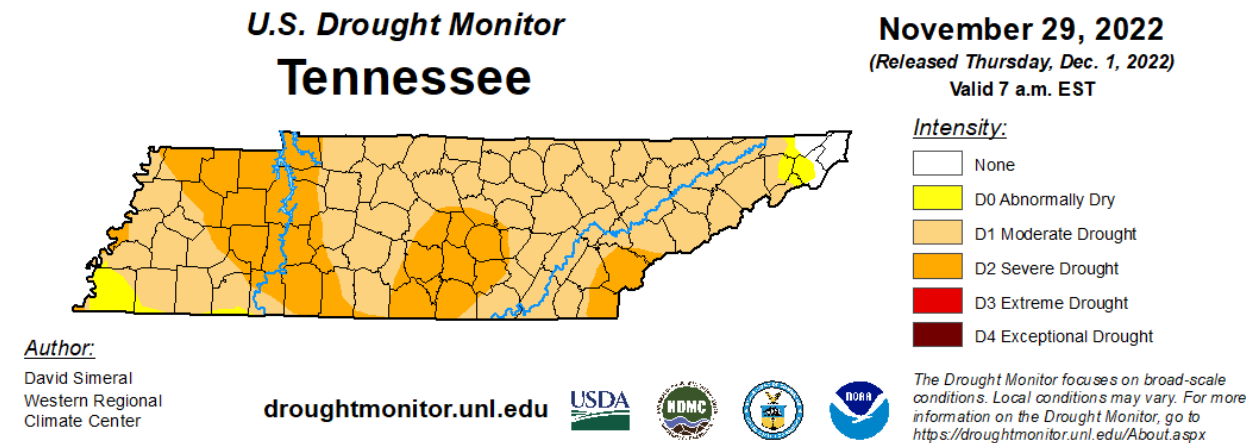 U.S. Drought Monitor
Tennessee
November 29, 2022
(Released Thursday, Dec. 1, 2022)
Valid 7 a.m. EST
Intensity:
None
D0 Abnormally Dry
D1 Moderate Drought
D2 Severe Drought
D3 Extreme Drought
D4 Exceptional Drought
Author:
David Simeral
Western Regional
Climate Center
droughtmonitor.unl.edu
USDA
NDMC
NOAA
The Drought Monitor focuses on broad-scale
conditions. Local conditions may vary. For more
information on the Drought Monitor, go to
https://droughtmonitor.unl.edu/About.aspx